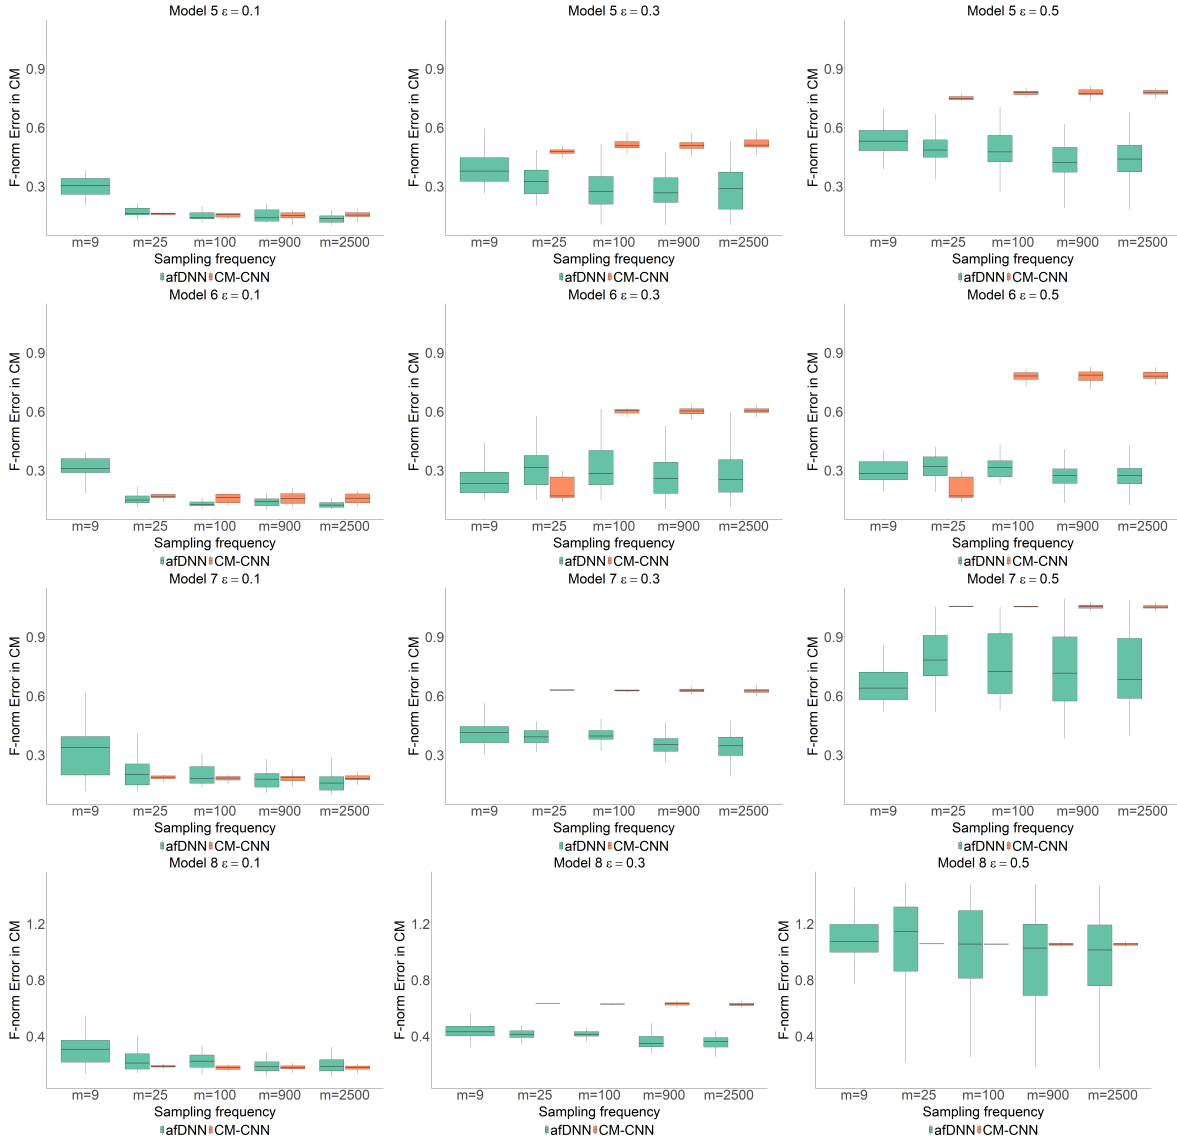 Model 5 ε = 0.1
F-norm Error in CM
0.9
0.6
0.3
m=9 m=25 m=100 m=900 m=2500
Sampling frequency
afDNN CM-CNN
Model 5 ε = 0.3
F-norm Error in CM
0.9
0.6
0.3
m=9 m=25 m=100 m=900 m=2500
Sampling frequency
afDNN CM-CNN
Model 5 ε = 0.5
F-norm Error in CM
0.9
0.6
0.3
m=9 m=25 m=100 m=900 m=2500
Sampling frequency
afDNN CM-CNN
Model 6 ε = 0.1
F-norm Error in CM
0.9
0.6
0.3
m=9 m=25 m=100 m=900 m=2500
Sampling frequency
afDNN CM-CNN
Model 6 ε = 0.3
F-norm Error in CM
0.9
0.6
0.3
m=9 m=25 m=100 m=900 m=2500
Sampling frequency
afDNN CM-CNN
Model 6 ε = 0.5
F-norm Error in CM
0.9
0.6
0.3
m=9 m=25 m=100 m=900 m=2500
Sampling frequency
afDNN CM-CNN
Model 7 ε = 0.1
F-norm Error in CM
0.9
0.6
0.3
m=9 m=25 m=100 m=900 m=2500
Sampling frequency
afDNN CM-CNN
Model 7 ε = 0.3
F-norm Error in CM
0.9
0.6
0.3
m=9 m=25 m=100 m=900 m=2500
Sampling frequency
afDNN CM-CNN
Model 7 ε = 0.5
F-norm Error in CM
0.9
0.6
0.3
m=9 m=25 m=100 m=900 m=2500
Sampling frequency
afDNN CM-CNN
Model 8 ε = 0.1
F-norm Error in CM
1.2
0.8
0.4
m=9 m=25 m=100 m=900 m=2500
Sampling frequency
afDNN CM-CNN
Model 8 ε = 0.3
F-norm Error in CM
1.2
0.8
0.4
m=9 m=25 m=100 m=900 m=2500
Sampling frequency
afDNN CM-CNN
Model 8 ε = 0.5
F-norm Error in CM
1.2
0.8
0.4
m=9 m=25 m=100 m=900 m=2500
Sampling frequency
afDNN CM-CNN